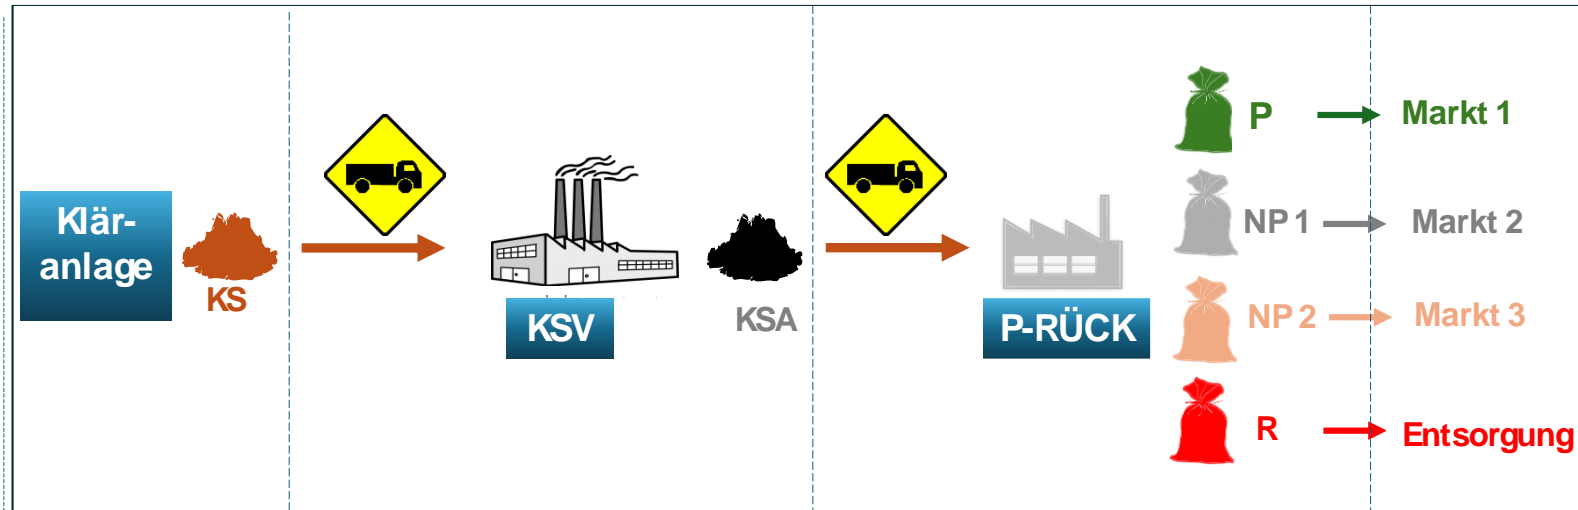 Klär-
anlage
KS
KSV
KSA
P-RÜCK
P
Markt 1
NP 1
Markt 2
NP 2
Markt 3
R
Entsorgung